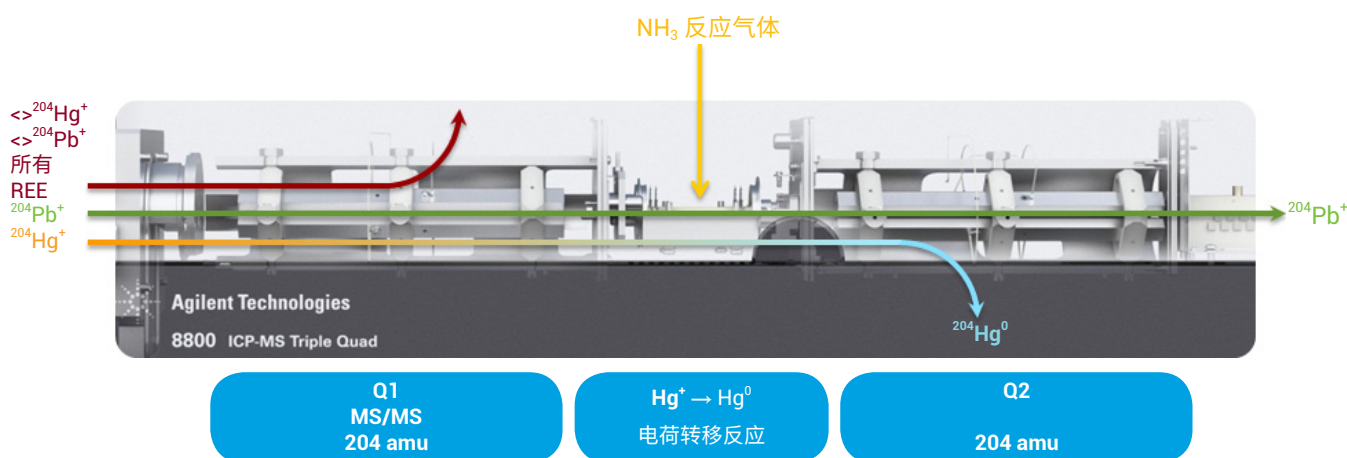 NH₃ 反应气体
<>²⁰⁴Hg⁺
<>²⁰⁴Pb⁺
所有
REE
²⁰⁴Pb⁺
²⁰⁴Hg⁺
²⁰⁴Pb⁺
Agilent Technologies
8800 ICP-MS Triple Quad
²⁰⁴Hg⁰
Q1
MS/MS
204 amu
Hg⁺ → Hg⁰
电荷转移反应
Q2
204 amu